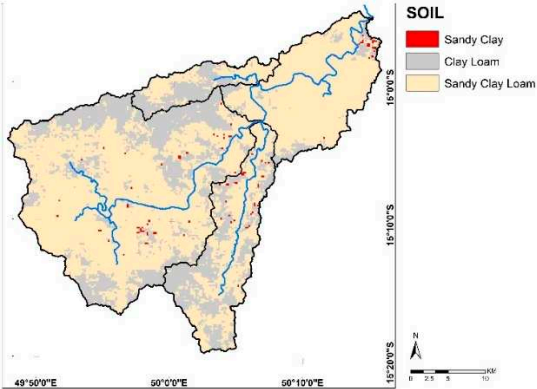 SOIL
Sandy Clay
Clay Loam
Sandy Clay Loam
15°0'0"S
15°10'0"S
15°20'0"S
N
0 2.5 5 10 KM
49°50'0"E
50°0'0"E
50°10'0"E